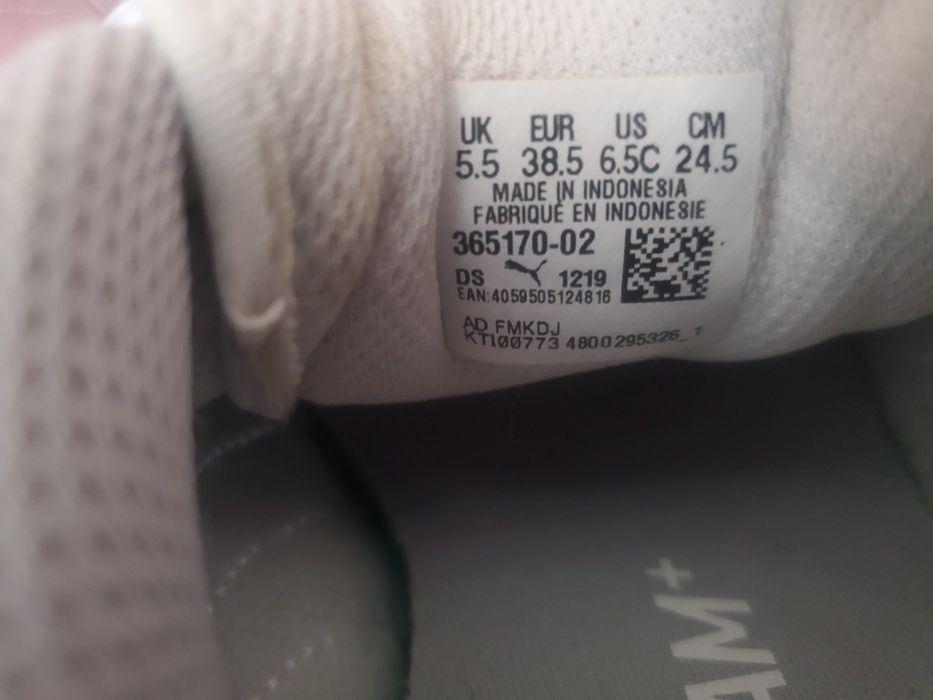 UK EUR US CM
5.5 38.5 6.5C 24.5
MADE IN INDONESIA
FABRIQUÉ EN INDONESIE
365170-02
DS 1219
EAN:4059505124816
AD FMKDJ
KTI00773 4800295326_1
AM+